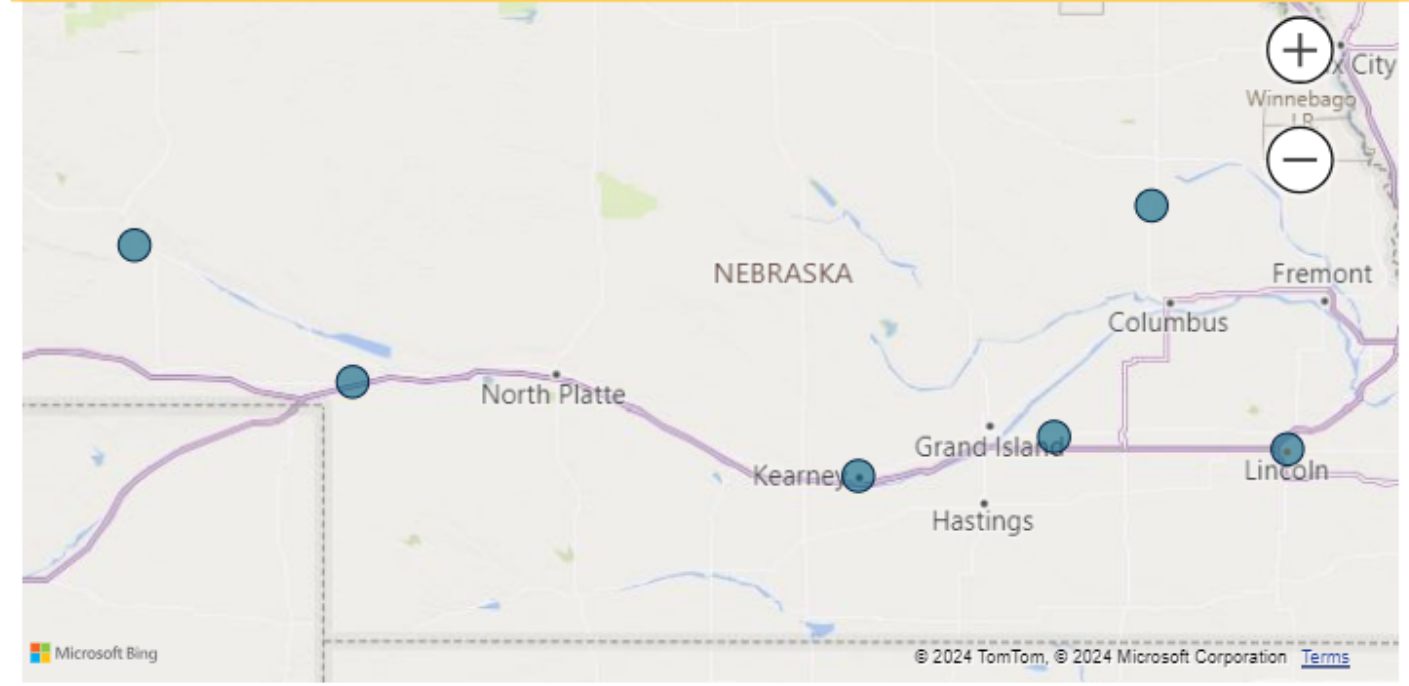 x City
Winnebago
I.R.
NEBRASKA
Fremont
Columbus
North Platte
Grand Island
Kearney
Lincoln
Hastings
Microsoft Bing
© 2024 TomTom, © 2024 Microsoft Corporation Terms